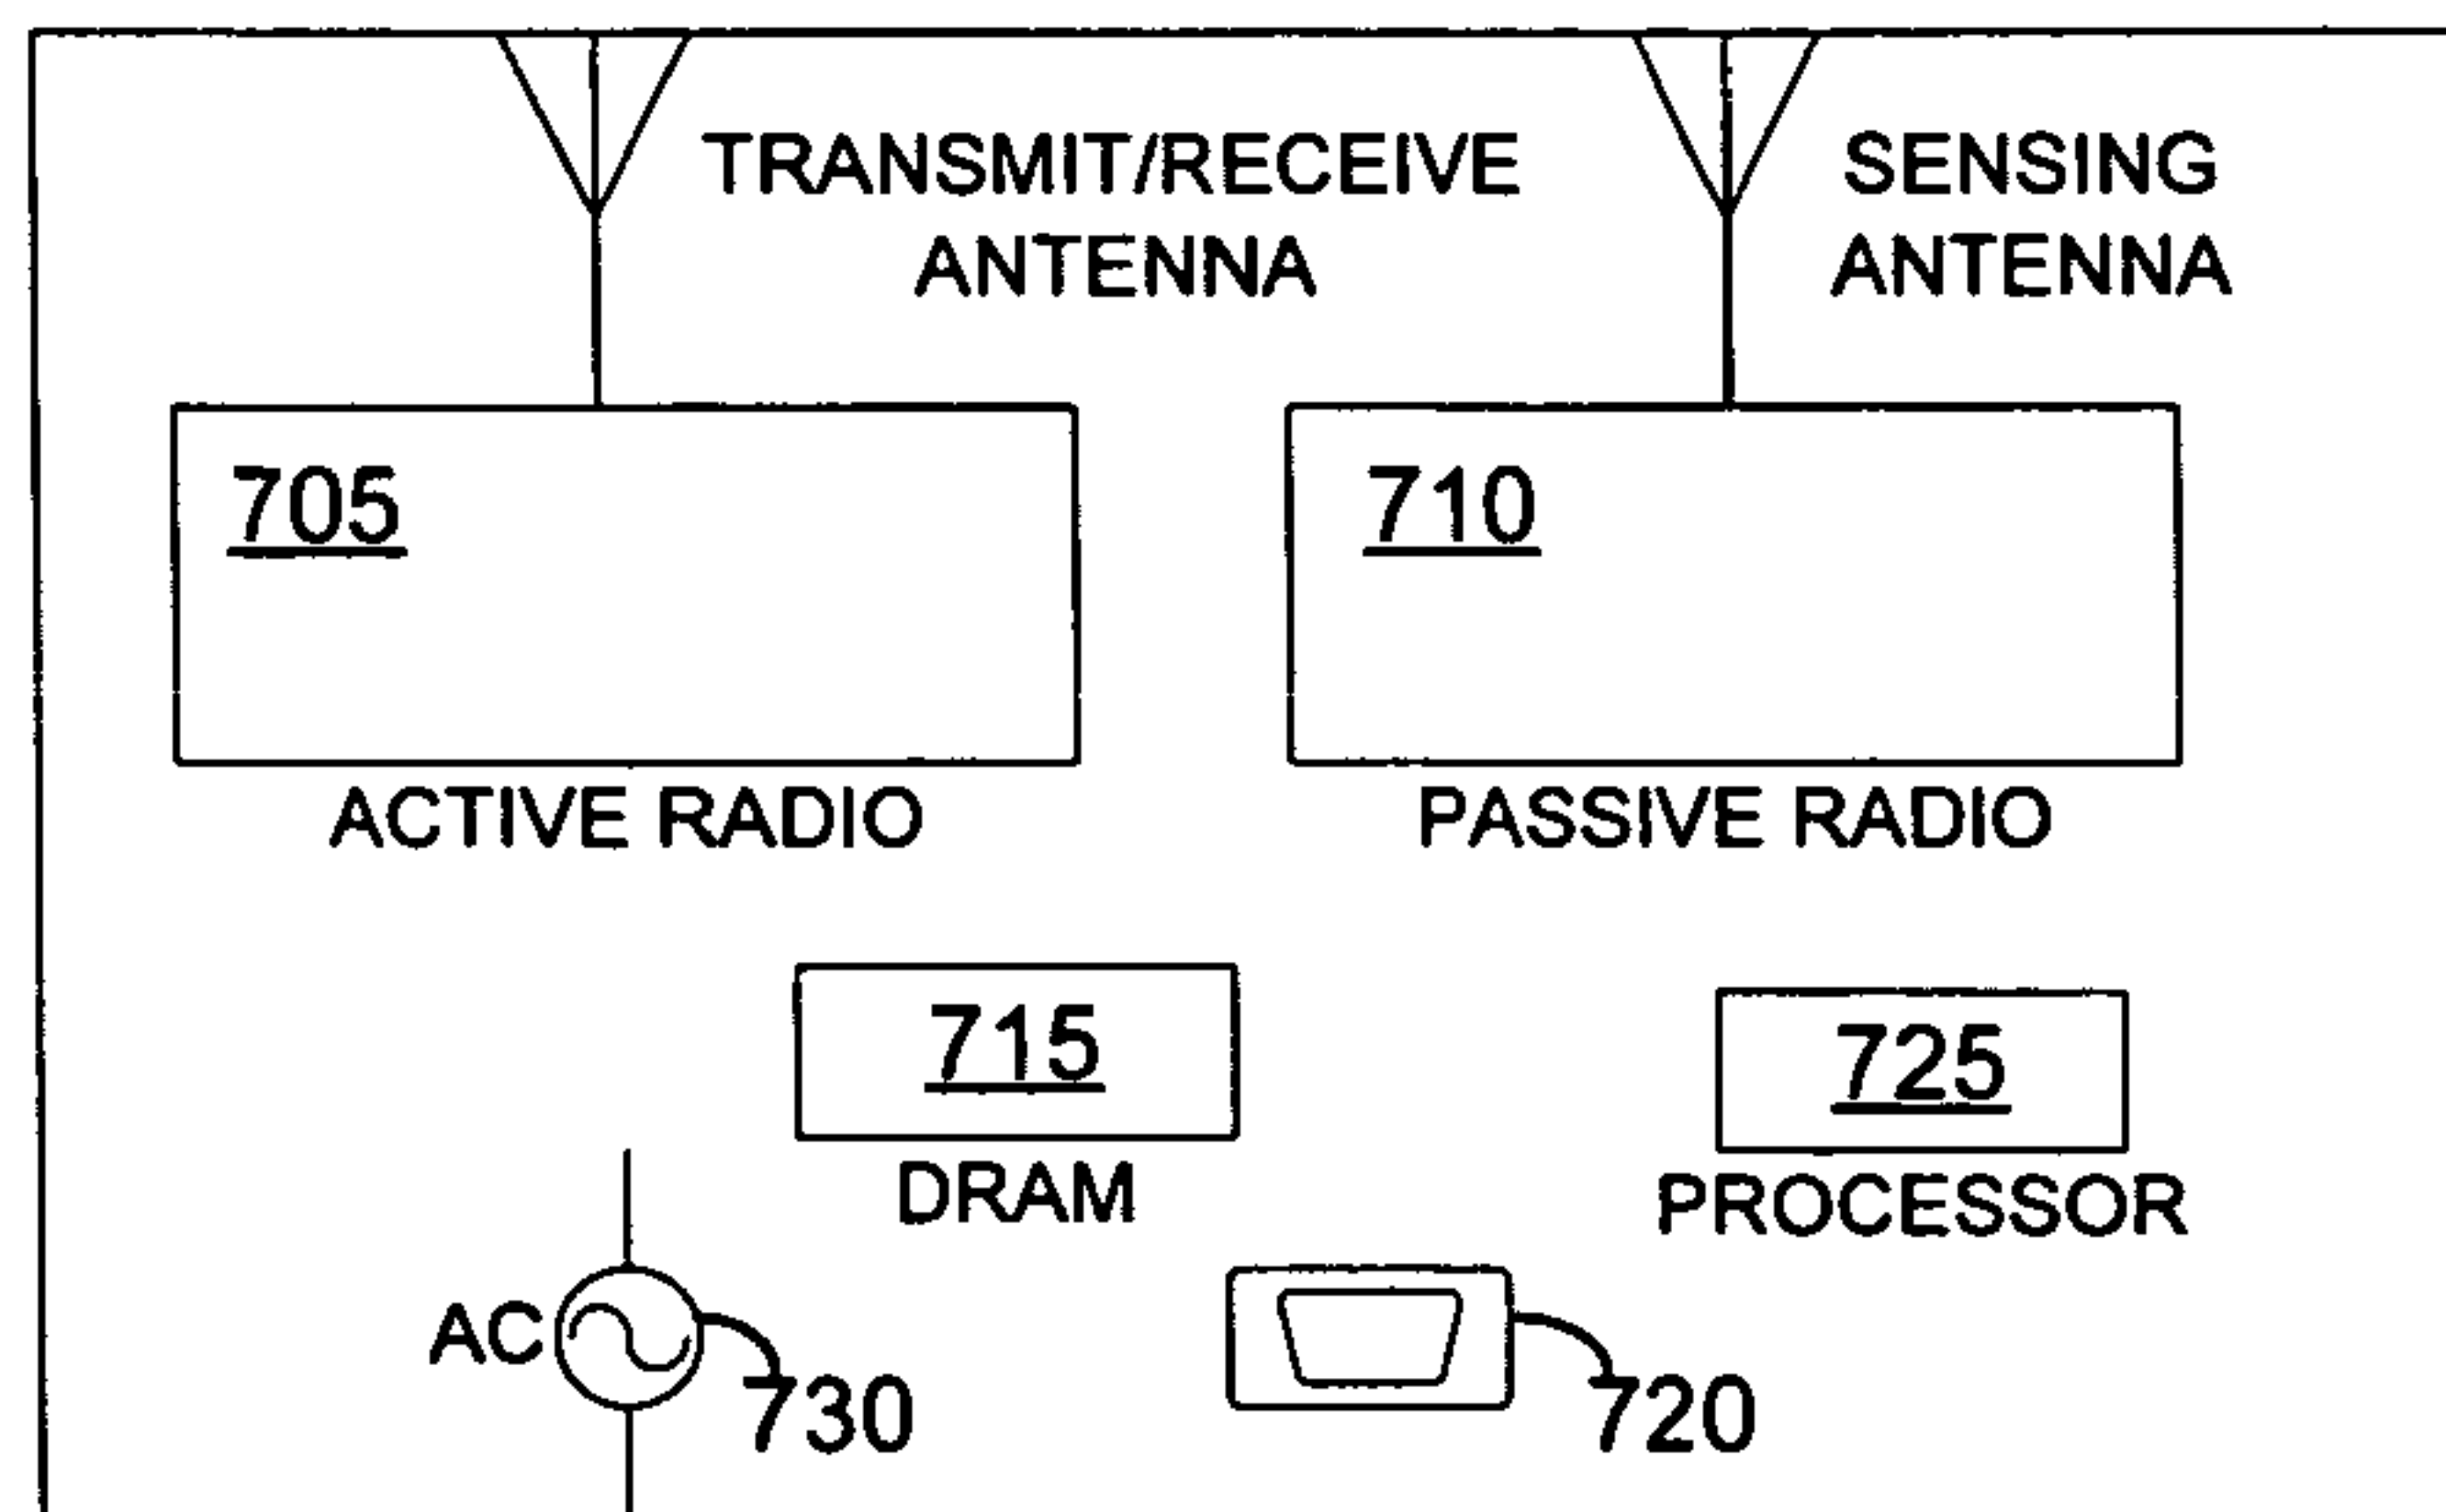 TRANSMIT/RECEIVE
ANTENNA
SENSING
ANTENNA
705
710
ACTIVE RADIO
PASSIVE RADIO
715
725
DRAM
PROCESSOR
AC
730
720